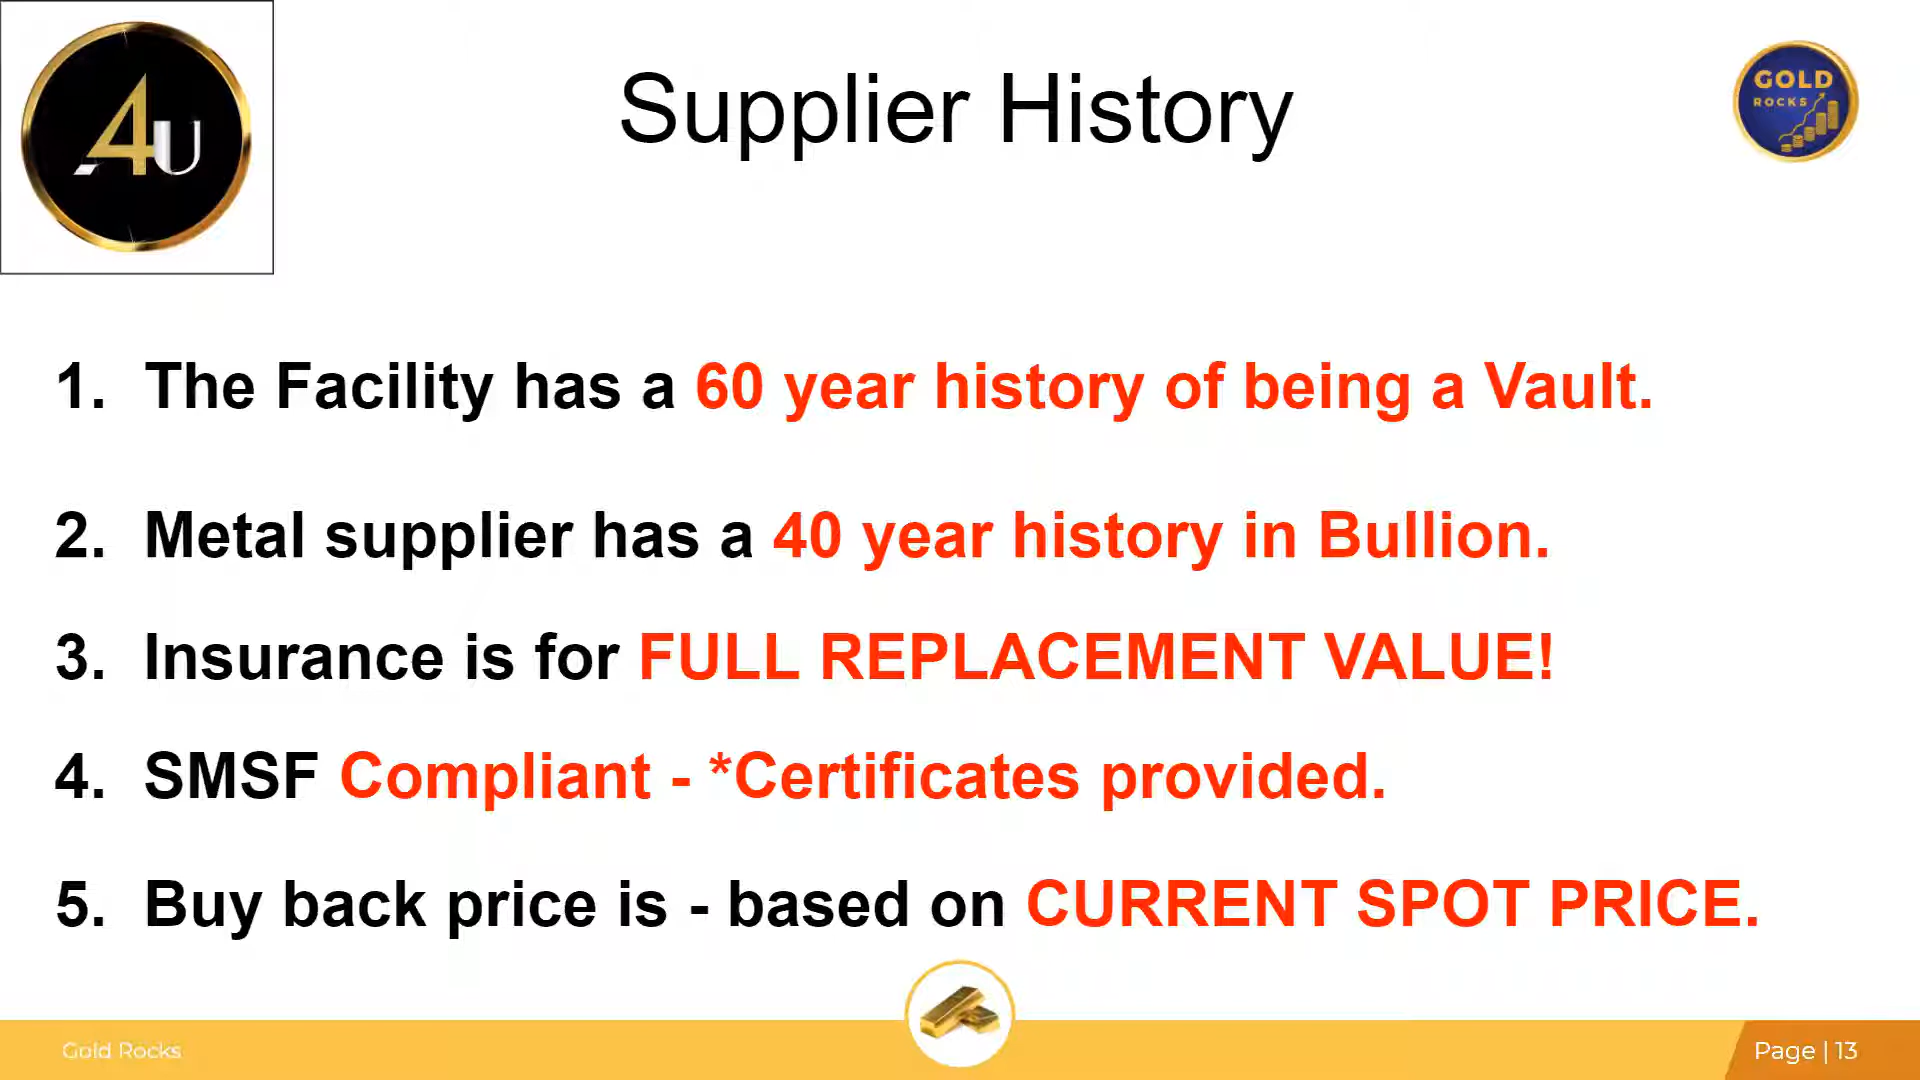 A4U
Supplier History
GOLD
ROCKS
1. The Facility has a 60 year history of being a Vault.
2. Metal supplier has a 40 year history in Bullion.
3. Insurance is for FULL REPLACEMENT VALUE!
4. SMSF Compliant - *Certificates provided.
5. Buy back price is - based on CURRENT SPOT PRICE.
Gold Rocks
Page | 13